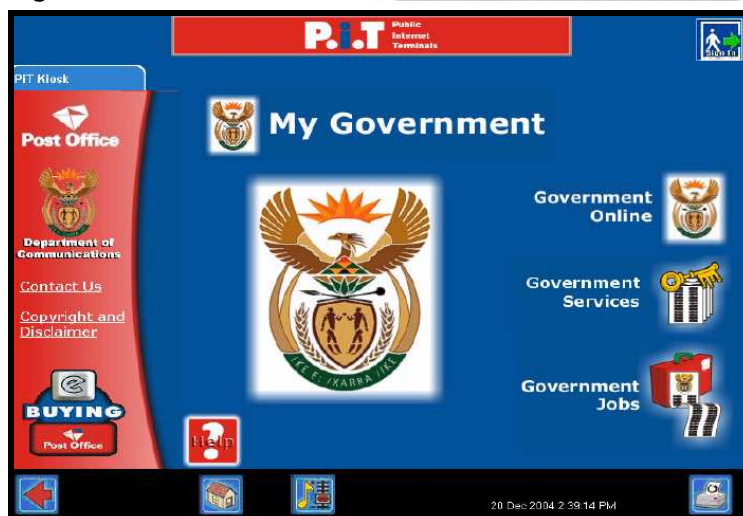 P.i.T Public
Internet
Terminals
Sign In
PIT Kiosk
Post Office
My Government
Department of
Communications
Government
Online
Contact Us
Government
Services
Copyright and
Disclaimer
Government
Jobs
BUYING
Post Office
Help
!KE E: /XARRA //KE
20 Dec 2004 2:39:14 PM